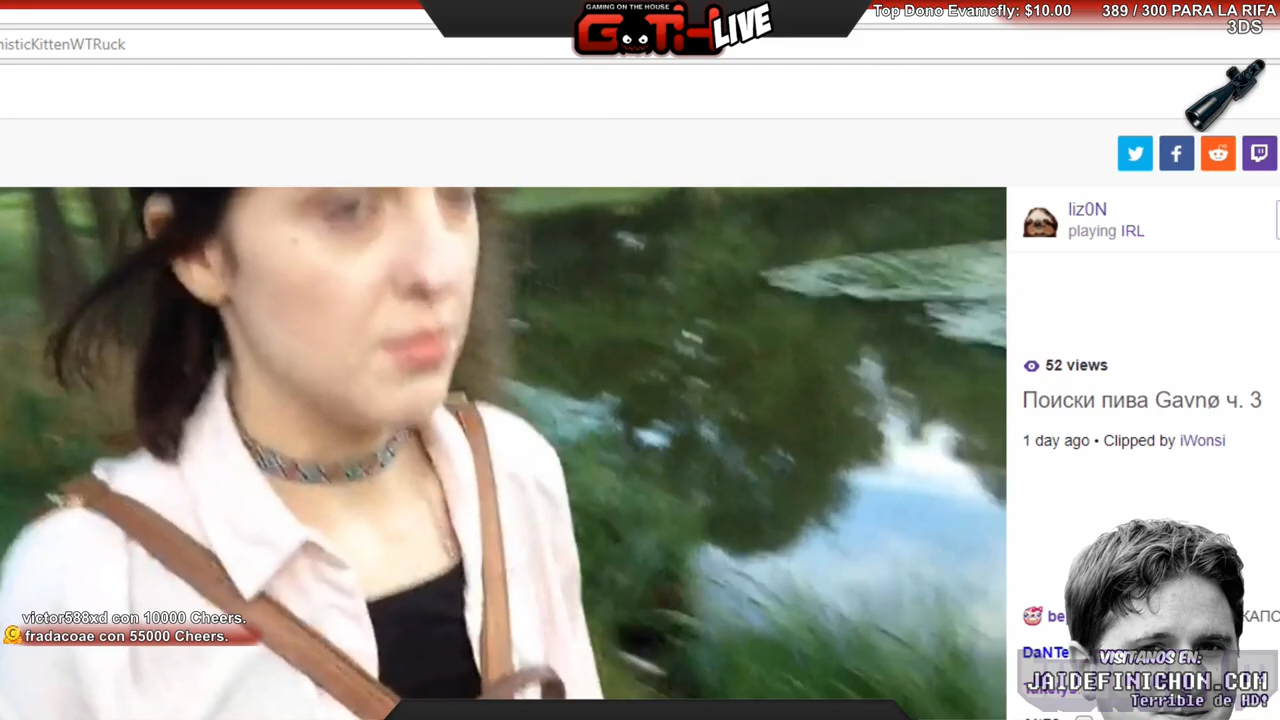 GAMING ON THE HOUSE
GOTH LIVE
Top Dono Evamcfly: $10.00
389 / 300 PARA LA RIFA
3DS
nisticKittenWTRuck
liz0N
playing IRL
52 views
Поиски пива Gavnø ч. 3
1 day ago • Clipped by iWonsi
victor588xd con 10000 Cheers.
fradacoae con 55000 Cheers.
DaNTe
VISITANOS EN:
JAIDEFINICHON.COM
Terrible de HD!